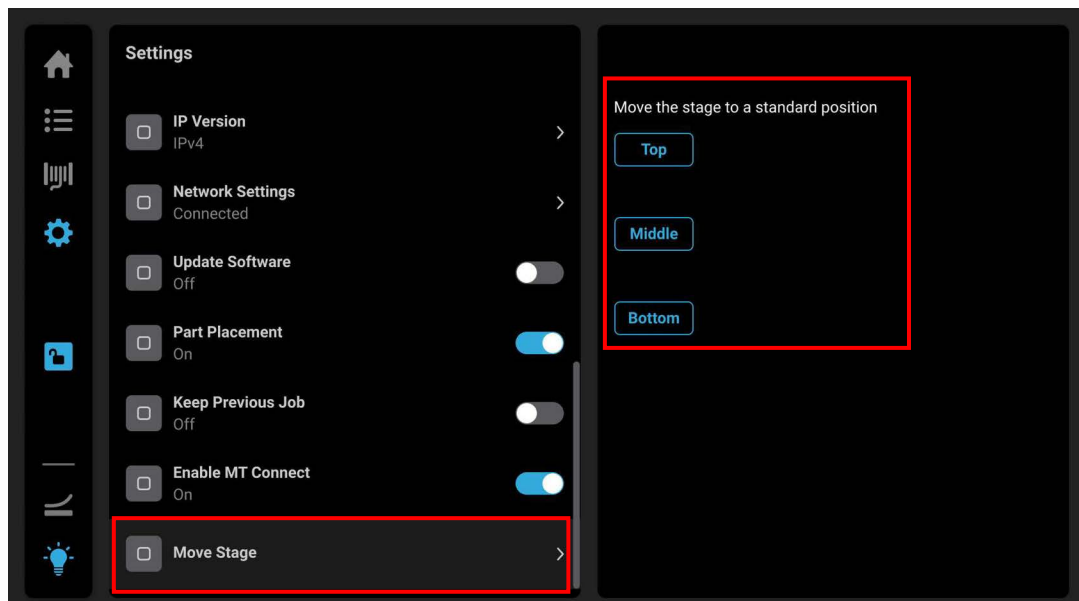 Settings
IP Version
IPv4
Network Settings
Connected
Update Software
Off
Part Placement
On
Keep Previous Job
Off
Enable MT Connect
On
Move Stage
Move the stage to a standard position
Top
Middle
Bottom